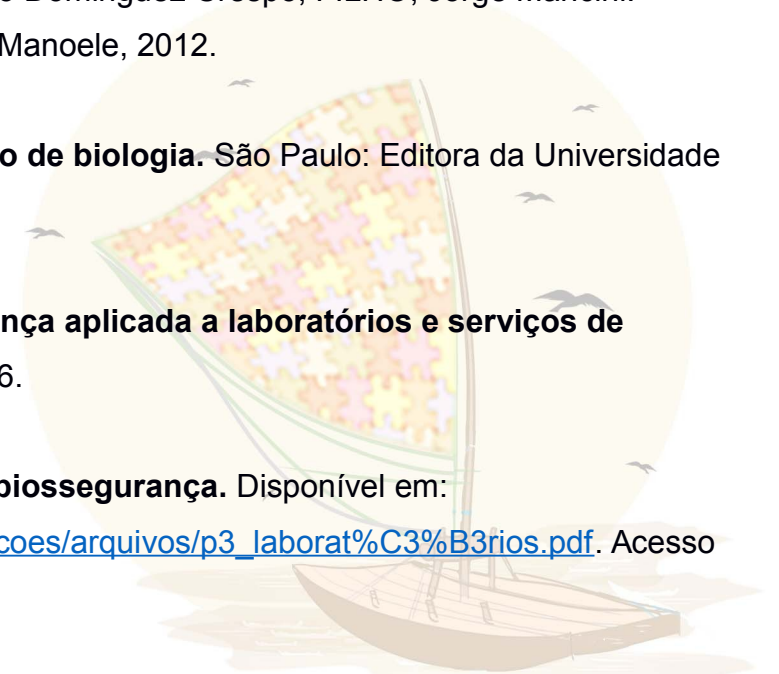 Manoele, 2012.
o de biologia. São Paulo: Editora da Universidade
nça aplicada a laboratórios e serviços de
6.
biossegurança. Disponível em:
coes/arquivos/p3_laborat%C3%B3rios.pdf. Acesso